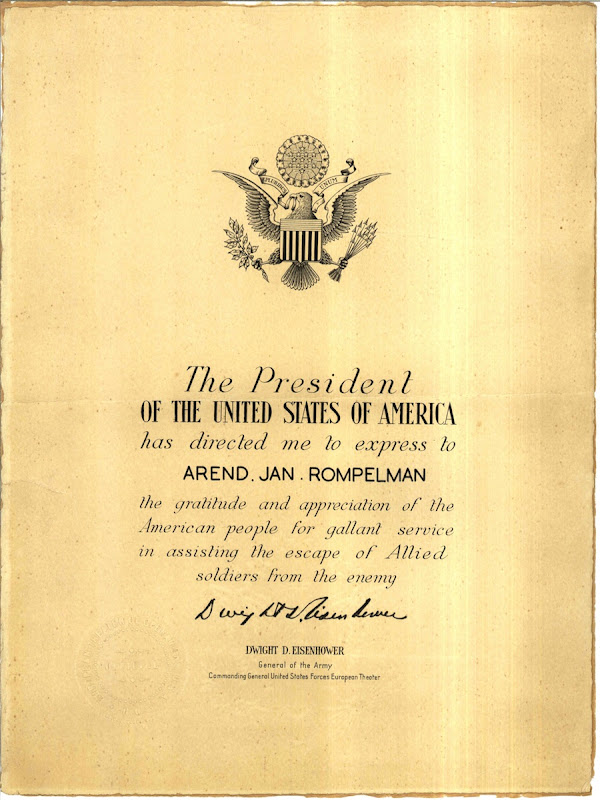 PLURIBUS UNUM
The President
OF THE UNITED STATES OF AMERICA
has directed me to express to
AREND. JAN. ROMPELMAN
the gratitude and appreciation of the
American people for gallant service
in assisting the escape of Allied
soldiers from the enemy
Dwight D. Eisenhower
DWIGHT D. EISENHOWER
General of the Army
Commanding General United States Forces European Theater